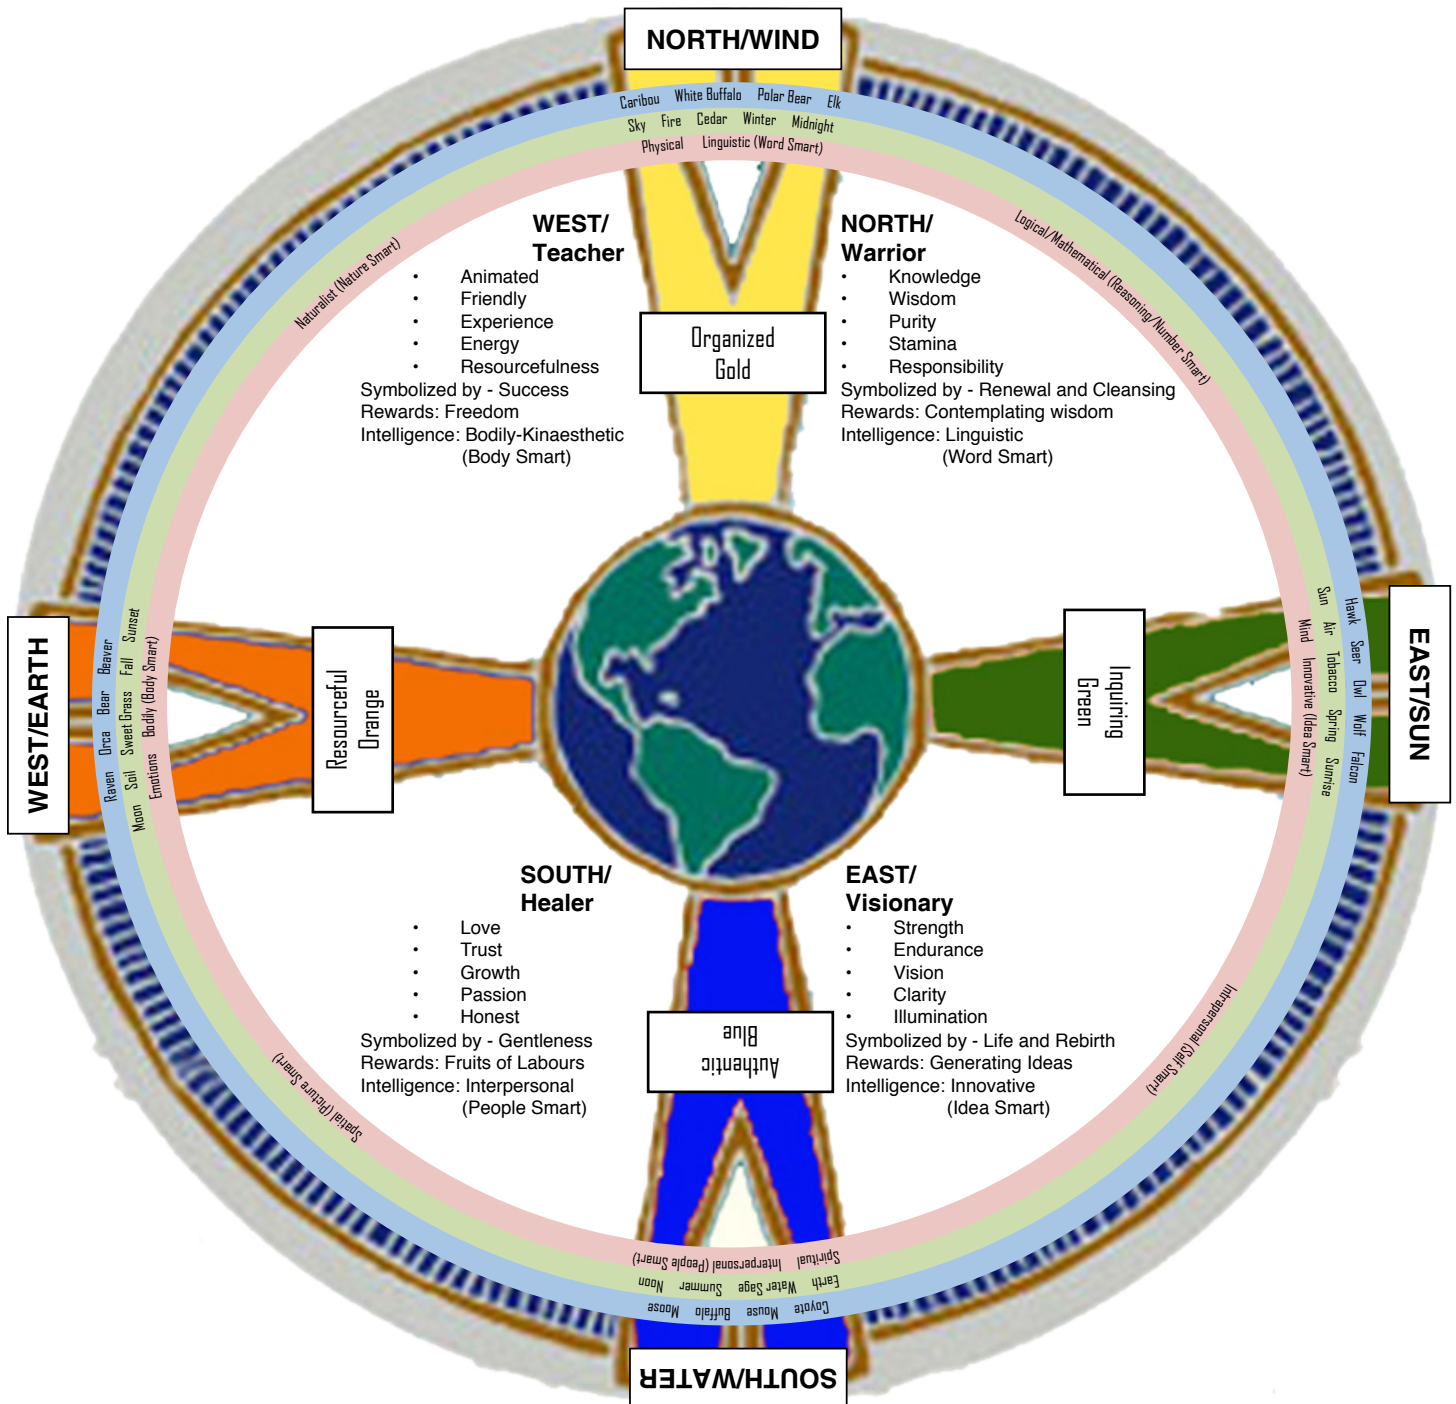 NORTH/WIND
Caribou White Buffalo Polar Bear Elk
Sky Fire Cedar Winter Midnight
Physical Linguistic (Word Smart)
Naturalist (Nature Smart)
Logical/Mathematical (Reasoning/Number Smart)
WEST/
Teacher
• Animated
• Friendly
• Experience
• Energy
• Resourcefulness
Symbolized by - Success
Rewards: Freedom
Intelligence: Bodily-Kinaesthetic
(Body Smart)
Organized
Gold
NORTH/
Warrior
• Knowledge
• Wisdom
• Purity
• Stamina
• Responsibility
Symbolized by - Renewal and Cleansing
Rewards: Contemplating wisdom
Intelligence: Linguistic
(Word Smart)
WEST/EARTH
Raven Orca Bear Beaver
Moon Soil Sweet Grass Fall Sunset
Emotions Bodily (Body Smart)
Resourceful
Orange
Inquiring
Green
Mind Innovative (Idea Smart)
Sun Air Tobacco Spring Sunrise
Hawk Seer Owl Wolf Falcon
EAST/SUN
SOUTH/
Healer
• Love
• Trust
• Growth
• Passion
• Honest
Symbolized by - Gentleness
Rewards: Fruits of Labours
Intelligence: Interpersonal
(People Smart)
Authentic
Blue
EAST/
Visionary
• Strength
• Endurance
• Vision
• Clarity
• Illumination
Symbolized by - Life and Rebirth
Rewards: Generating Ideas
Intelligence: Innovative
(Idea Smart)
Spatial (Picture Smart)
Intrapersonal (Self Smart)
Spiritual Interpersonal (People Smart)
Earth Water Sage Summer Noon
Coyote Mouse Buffalo Moose
SOUTH/WATER